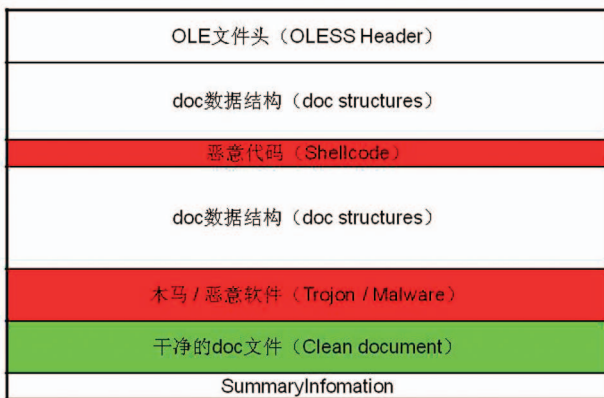 OLE文件头（OLESS Header）
doc数据结构（doc structures）
恶意代码（Shellcode）
doc数据结构（doc structures）
木马 / 恶意软件（Trojon / Malware）
干净的doc文件（Clean document）
SummaryInfomation